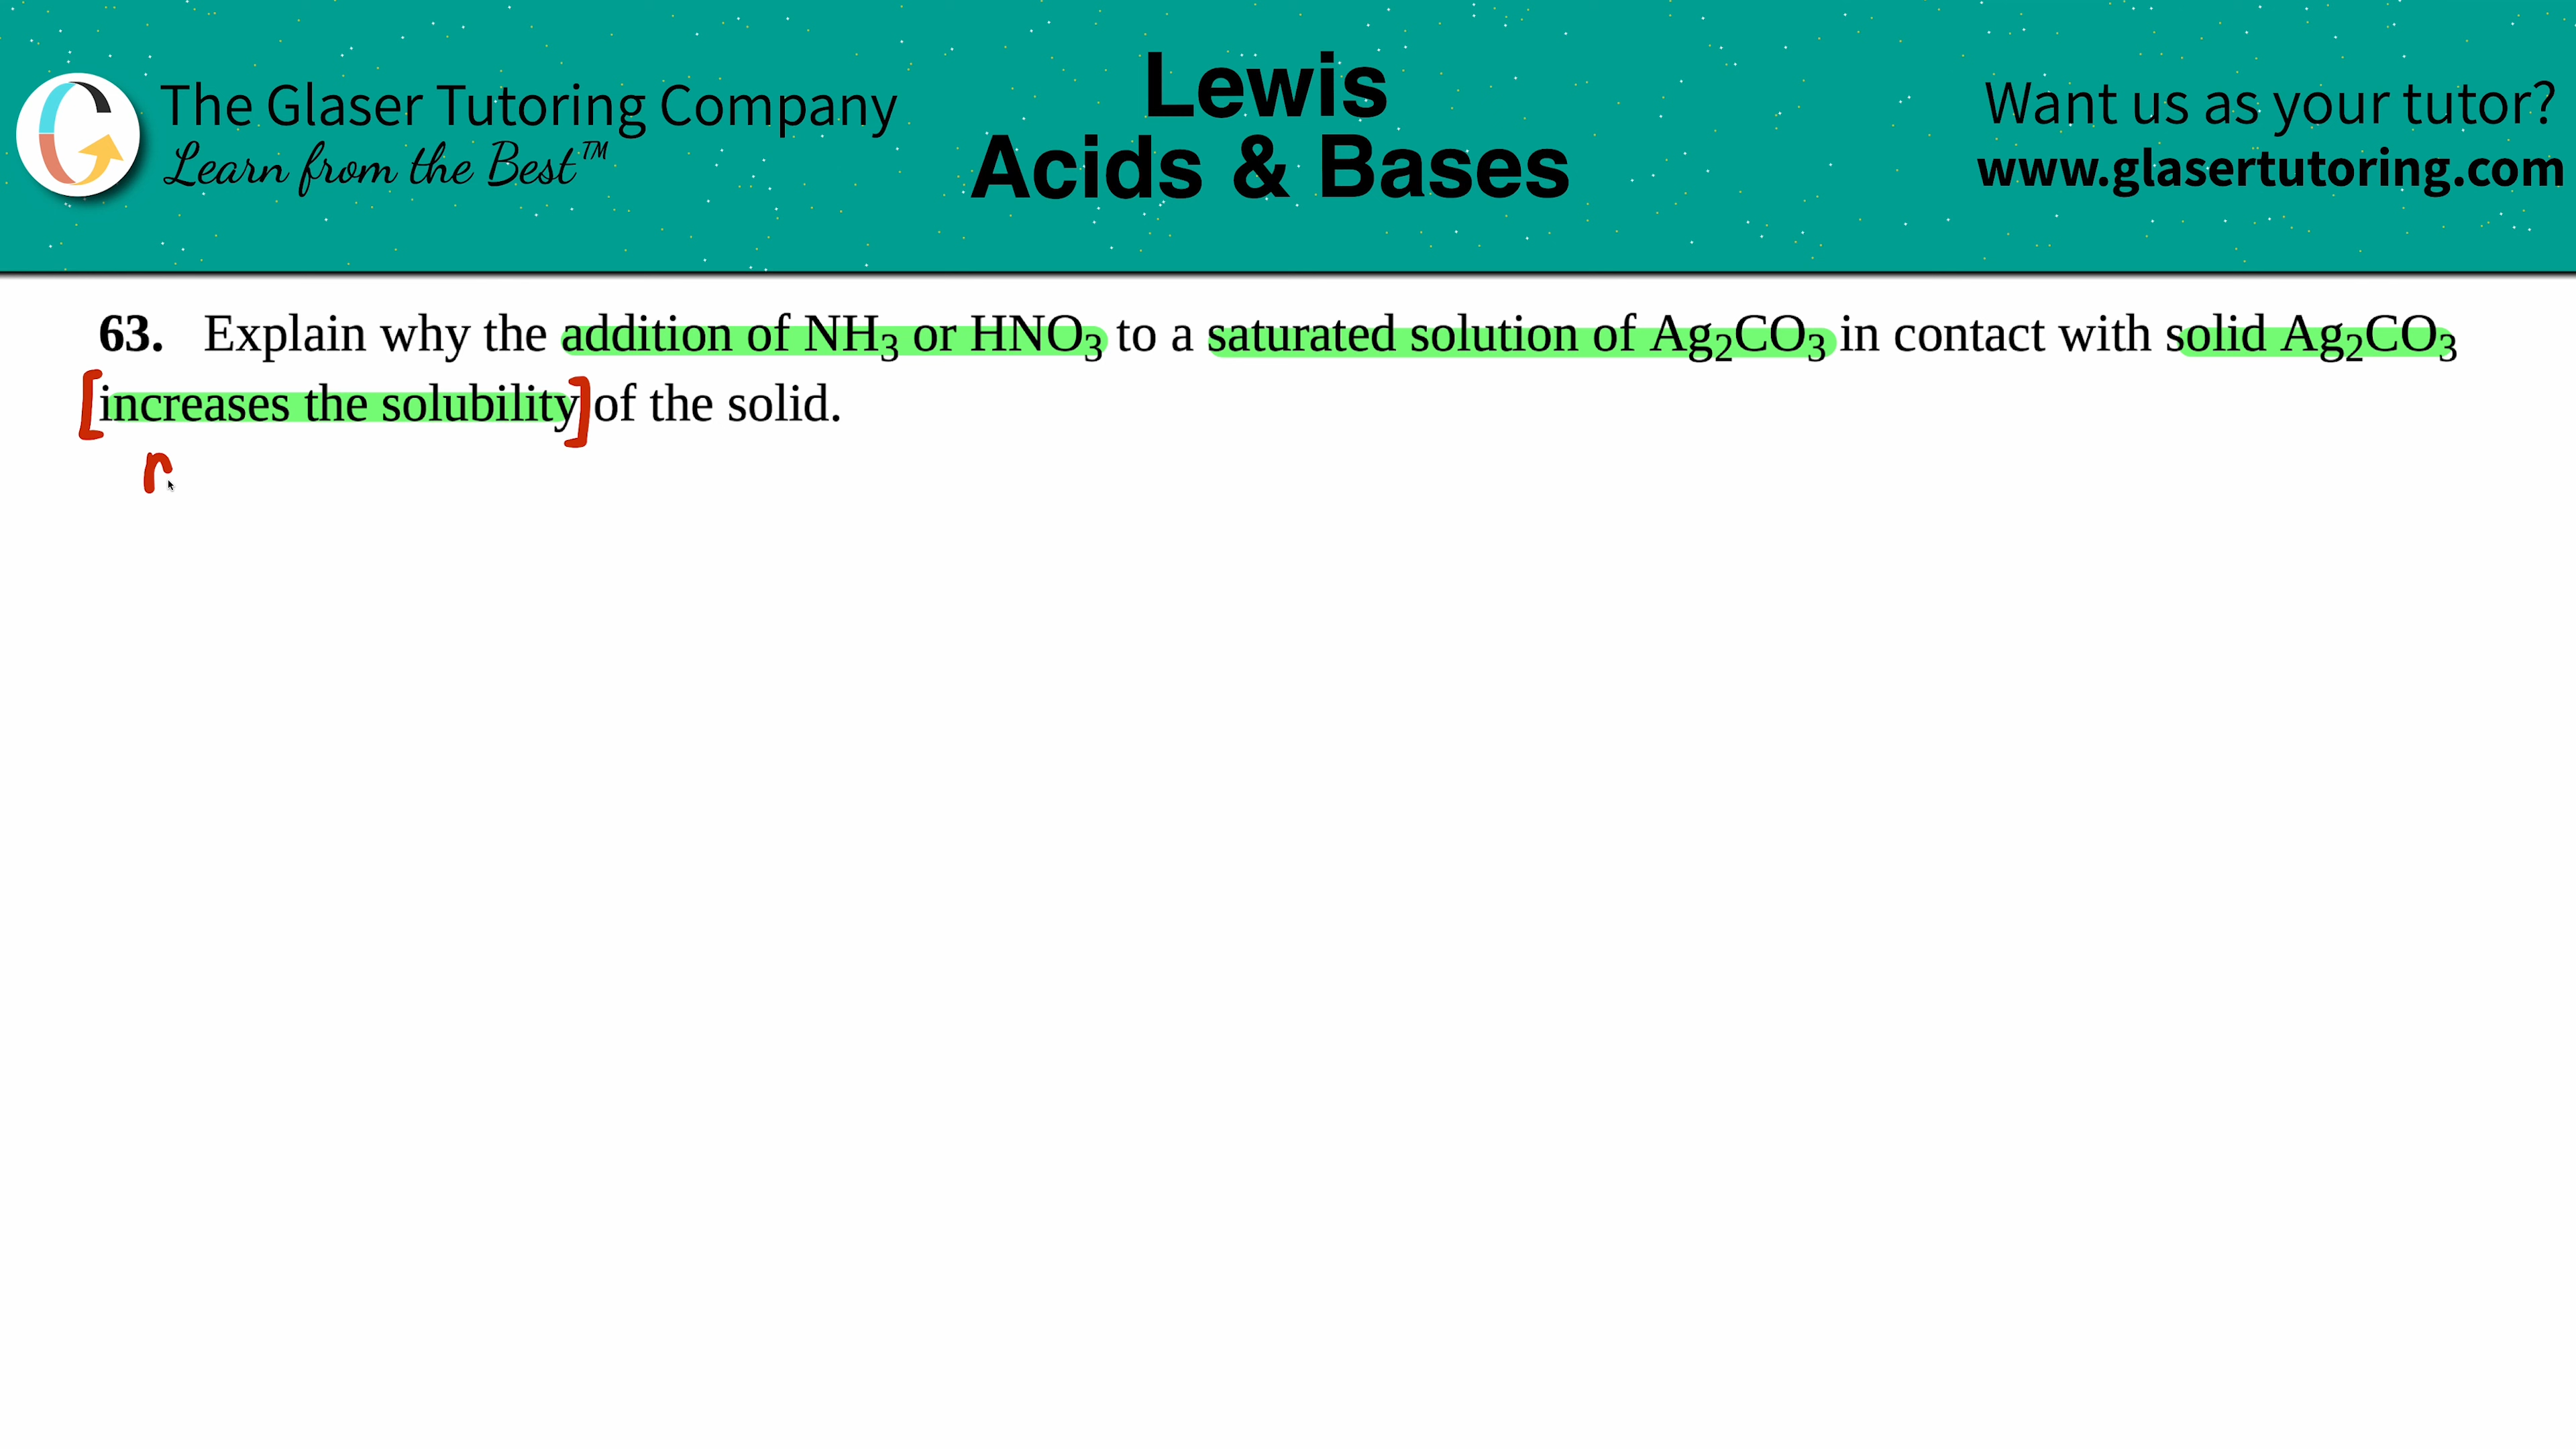 The Glaser Tutoring Company
Learn from the Best™
Lewis
Acids & Bases
Want us as your tutor?
www.glasertutoring.com
63. Explain why the addition of NH₃ or HNO₃ to a saturated solution of Ag₂CO₃ in contact with solid Ag₂CO₃
[increases the solubility] of the solid.
r